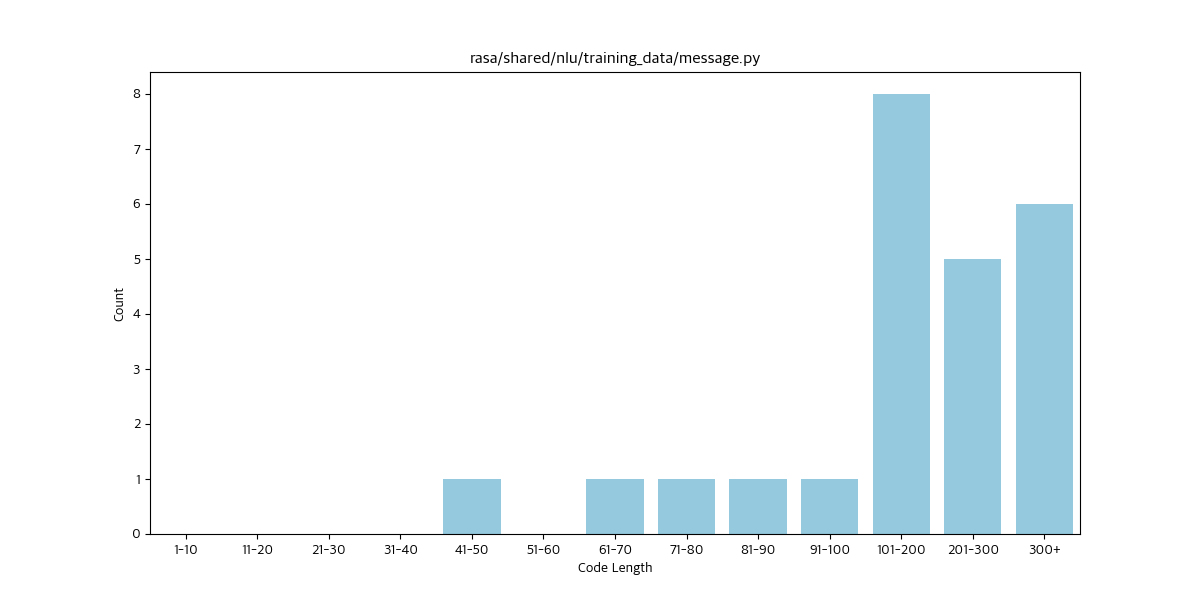 rasa/shared/nlu/training_data/message.py
Count
8
7
6
5
4
3
2
1
0
1-10 11-20 21-30 31-40 41-50 51-60 61-70 71-80 81-90 91-100 101-200 201-300 300+
Code Length